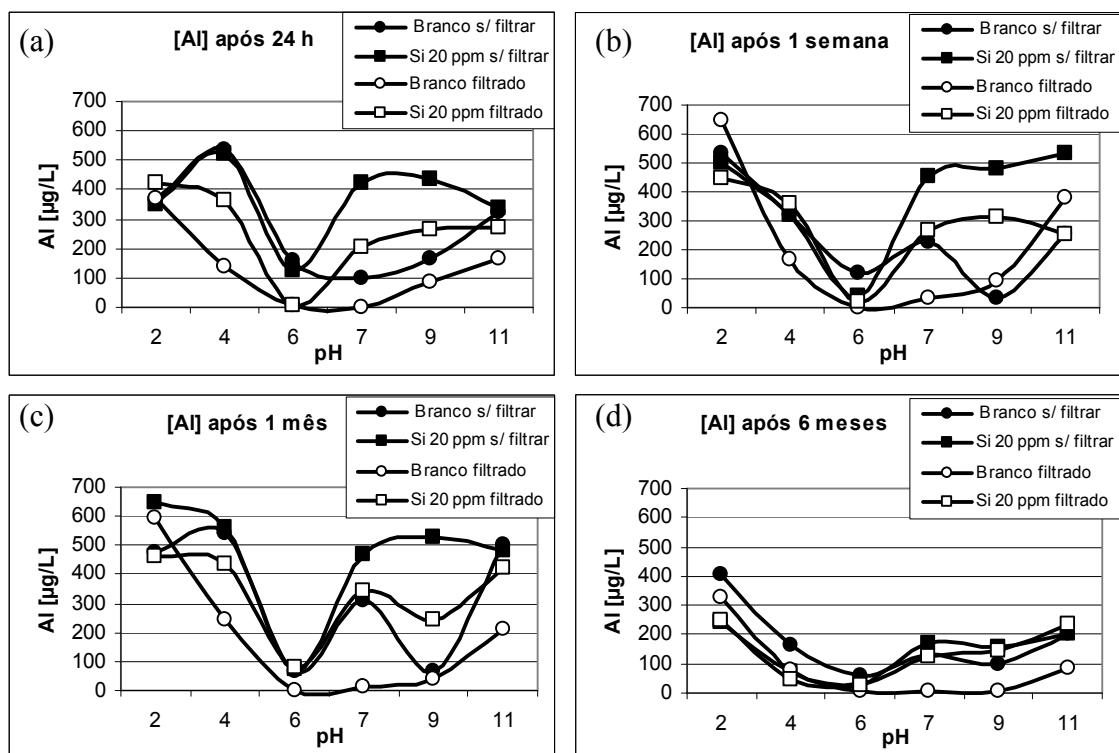 (a)
[Al] após 24 h
Branco s/ filtrar
Si 20 ppm s/ filtrar
Branco filtrado
Si 20 ppm filtrado
Al [µg/L]
700
600
500
400
300
200
100
0
2 4 6 7 9 11
pH
(b)
[Al] após 1 semana
Branco s/ filtrar
Si 20 ppm s/ filtrar
Branco filtrado
Si 20 ppm filtrado
Al [µg/L]
700
600
500
400
300
200
100
0
2 4 6 7 9 11
pH
(c)
[Al] após 1 mês
Branco s/ filtrar
Si 20 ppm s/ filtrar
Branco filtrado
Si 20 ppm filtrado
Al [µg/L]
700
600
500
400
300
200
100
0
2 4 6 7 9 11
pH
(d)
[Al] após 6 meses
Branco s/ filtrar
Si 20 ppm s/ filtrar
Branco filtrado
Si 20 ppm filtrado
Al [µg/L]
700
600
500
400
300
200
100
0
2 4 6 7 9 11
pH